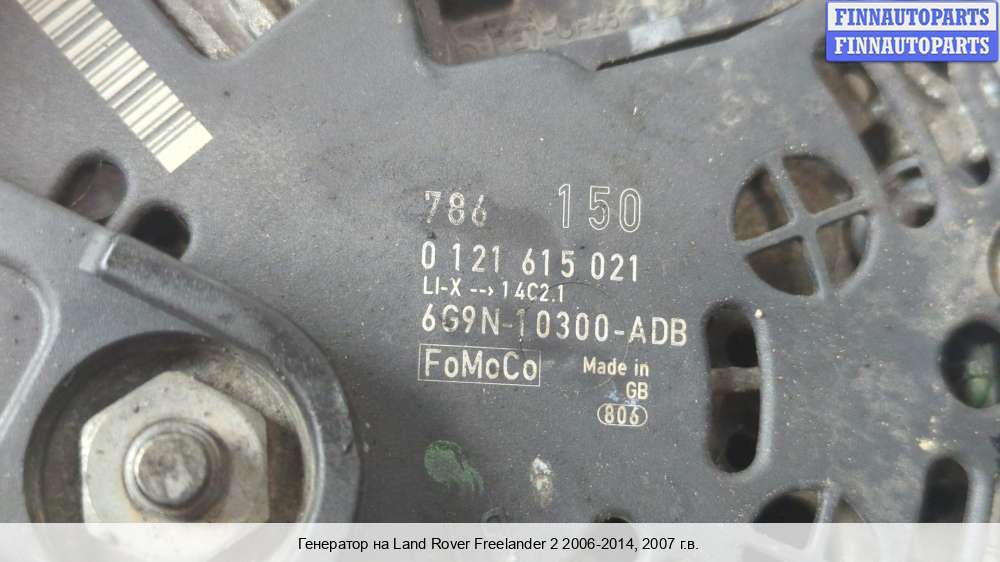 FINNAUTOPARTS
FINNAUTOPARTS
786 150
0 121 615 021
LI-X --› 14C2.1
6G9N-10300-ADB
FoMoCo
Made in
GB
806
Генератор на Land Rover Freelander 2 2006-2014, 2007 г.в.